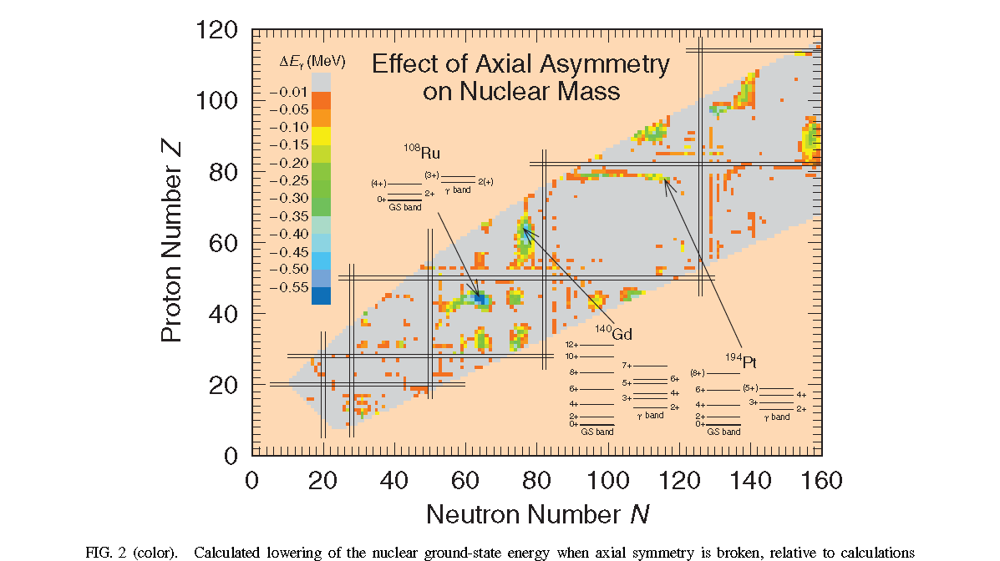 Effect of Axial Asymmetry
on Nuclear Mass
ΔEγ (MeV)
−0.01
−0.05
−0.10
−0.15
−0.20
−0.25
−0.30
−0.35
−0.40
−0.45
−0.50
−0.55
Proton Number Z
120
100
80
60
40
20
0
108Ru
(4+)
2+
0+
GS band
(3+)
2(+)
γ band
140Gd
12+
10+
8+
6+
4+
2+
0+
GS band
7+
6+
5+
4+
3+
2+
γ band
194Pt
(8+)
6+
4+
2+
0+
GS band
(5+)
4+
3+
2+
γ band
0 20 40 60 80 100 120 140 160
Neutron Number N
FIG. 2 (color). Calculated lowering of the nuclear ground-state energy when axial symmetry is broken, relative to calculations